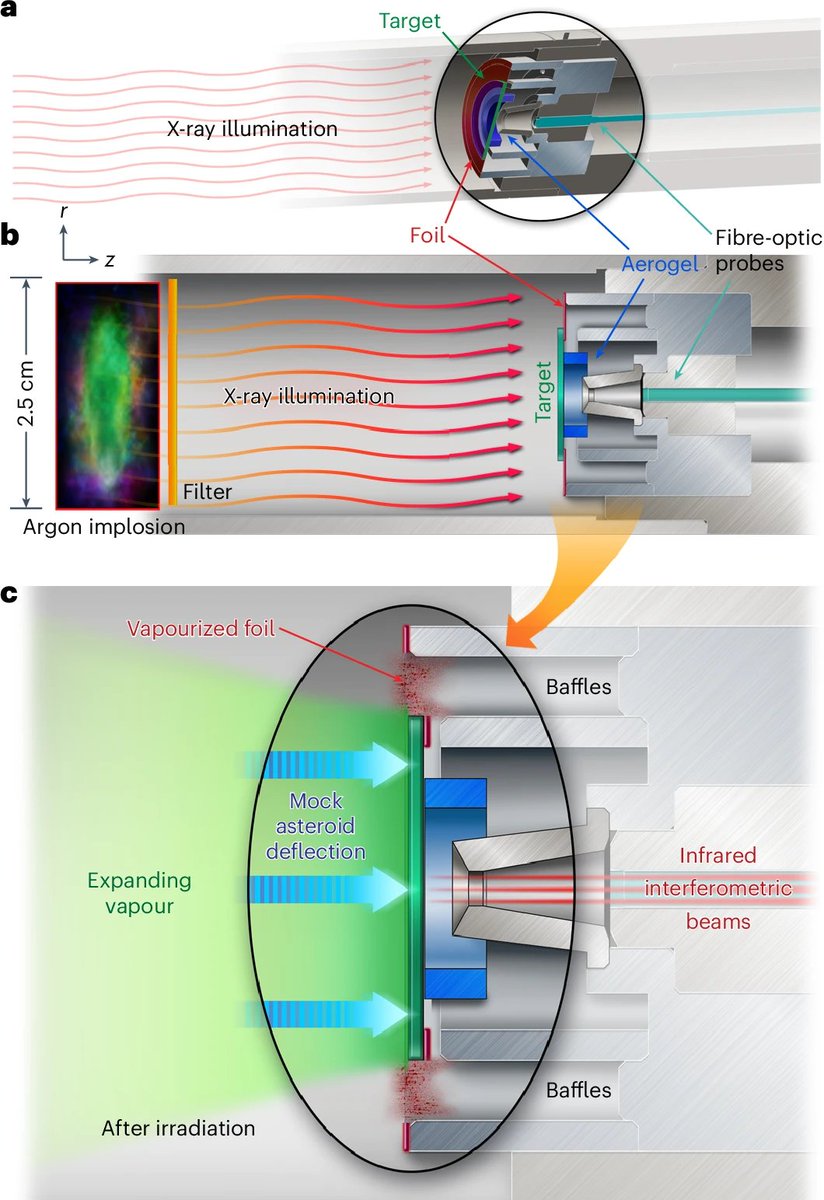 a
Target
X-ray illumination
Foil
Aerogel
Fibre-optic
probes
b
r
z
2.5 cm
X-ray illumination
Target
Filter
Argon implosion
c
Vapourized foil
Baffles
Mock
asteroid
deflection
Expanding
vapour
Infrared
interferometric
beams
Baffles
After irradiation